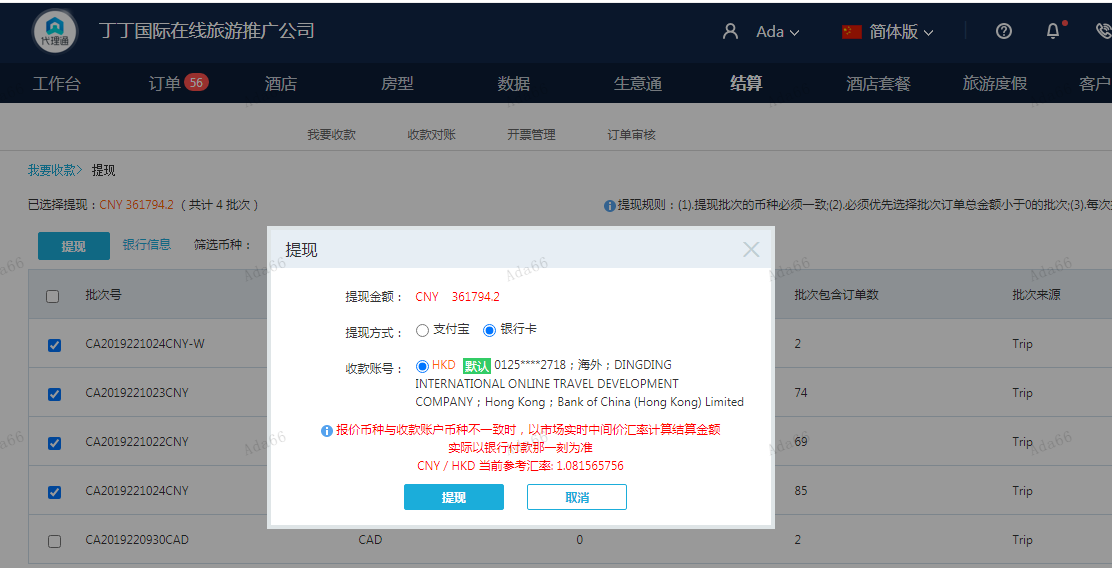 代理通
丁丁国际在线旅游推广公司
Ada
简体版
工作台
订单 56
酒店
房型
数据
生意通
结算
酒店套餐
旅游度假
客户
我要收款
收款对账
开票管理
订单审核
我要收款> 提现
已选择提现：CNY 361794.2 （ 共计 4 批次 ）
提现规则：(1).提现批次的币种必须一致;(2).必须优先选择批次订单总金额小于0的批次;(3).每次
提现
银行信息
筛选币种：
提现
提现金额： CNY 361794.2
提现方式： 支付宝 银行卡
收款账号： HKD 默认 0125****2718；海外；DINGDING
INTERNATIONAL ONLINE TRAVEL DEVELOPMENT
COMPANY；Hong Kong；Bank of China (Hong Kong) Limited
报价币种与收款账户币种不一致时，以市场实时中间价汇率计算结算金额
实际以银行付款那一刻为准
CNY / HKD 当前参考汇率: 1.081565756
提现
取消
批次号
批次包含订单数
批次来源
CA2019221024CNY-W
2
Trip
CA2019221023CNY
74
Trip
CA2019221022CNY
69
Trip
CA2019221024CNY
85
Trip
CA2019220930CAD
CAD
0
2
Trip
Ada66